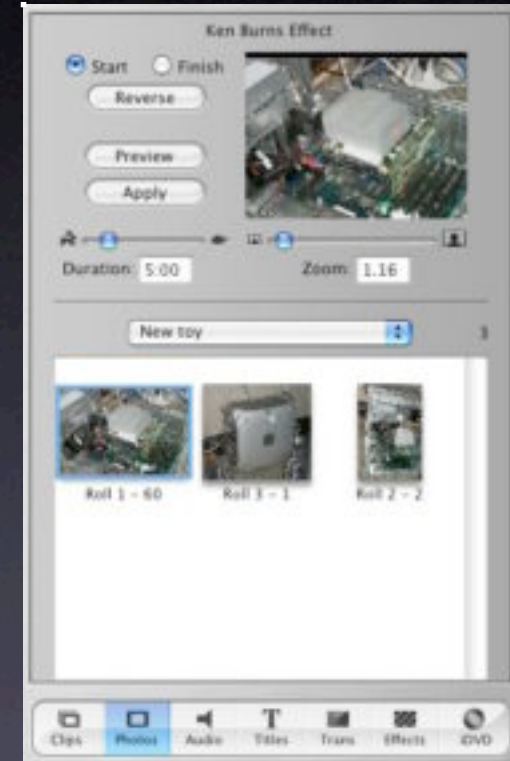 Ken Burns Effect
Start Finish
Reverse
Preview
Apply
Duration: 5:00 Zoom: 1.16
New toy 3
Roll 1 - 60 Roll 3 - 1 Roll 2 - 2
Clips Photos Audio Titles Trans Effects iDVD